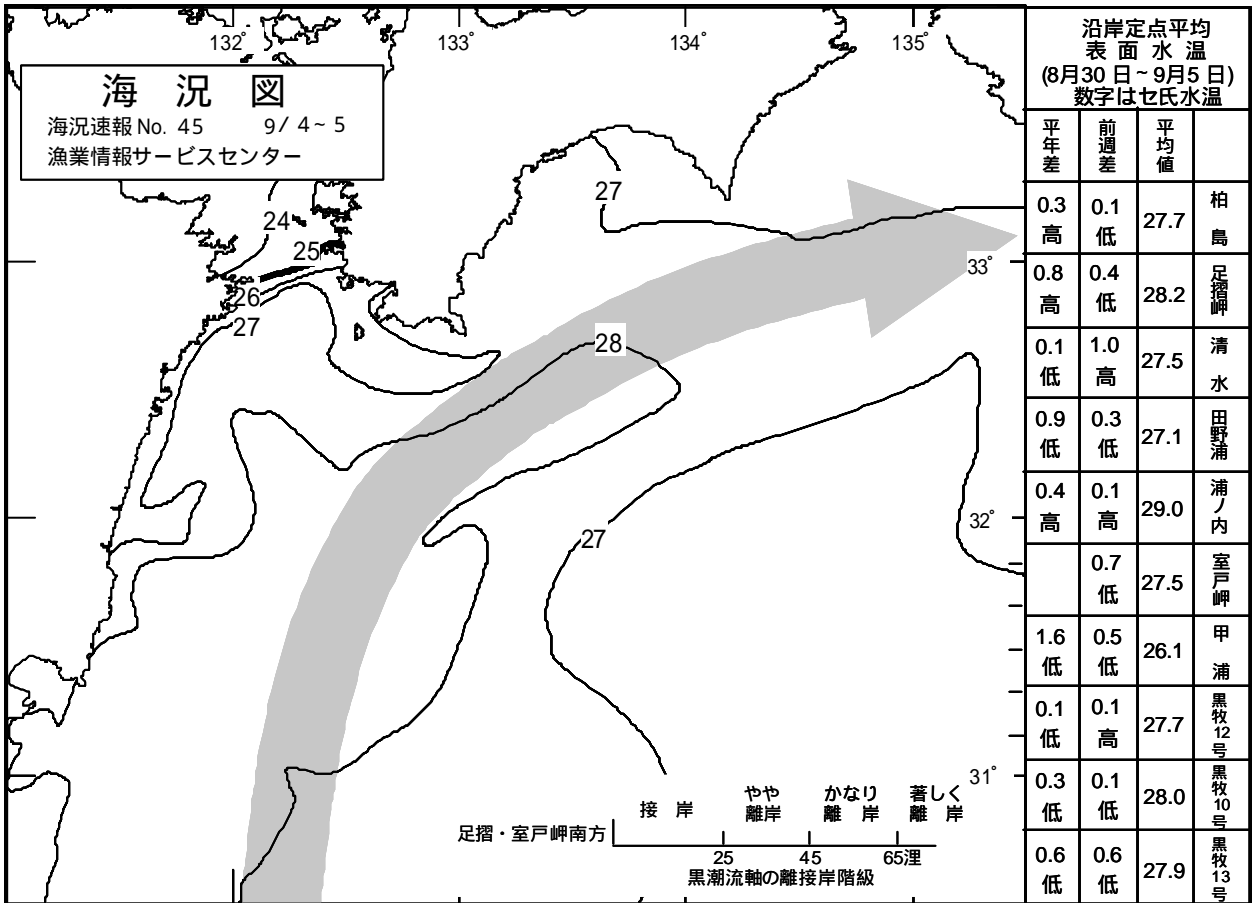 海 況 図
海況速報 No. 45 9/ 4~ 5
漁業情報サービスセンター
132°
133°
134°
135°
24
25
26
27
27
28
27
33°
32°
31°
接 岸
やや
離岸
かなり
離 岸
著しく
離 岸
足摺・室戸岬南方
25 45 65浬
黒潮流軸の離接岸階級
沿岸定点平均
表 面 水 温
(8月30 日~9月5 日)
数字はセ氏水温
平年差 前週差 平均値
0.3高 0.1低 27.7 柏島
0.8高 0.4低 28.2 足摺岬
0.1低 1.0高 27.5 清水
0.9低 0.3低 27.1 田野浦
0.4高 0.1高 29.0 浦ノ内
0.7低 27.5 室戸岬
1.6低 0.5低 26.1 甲浦
0.1低 0.1高 27.7 黒牧12号
0.3低 0.1低 28.0 黒牧10号
0.6低 0.6低 27.9 黒牧13号